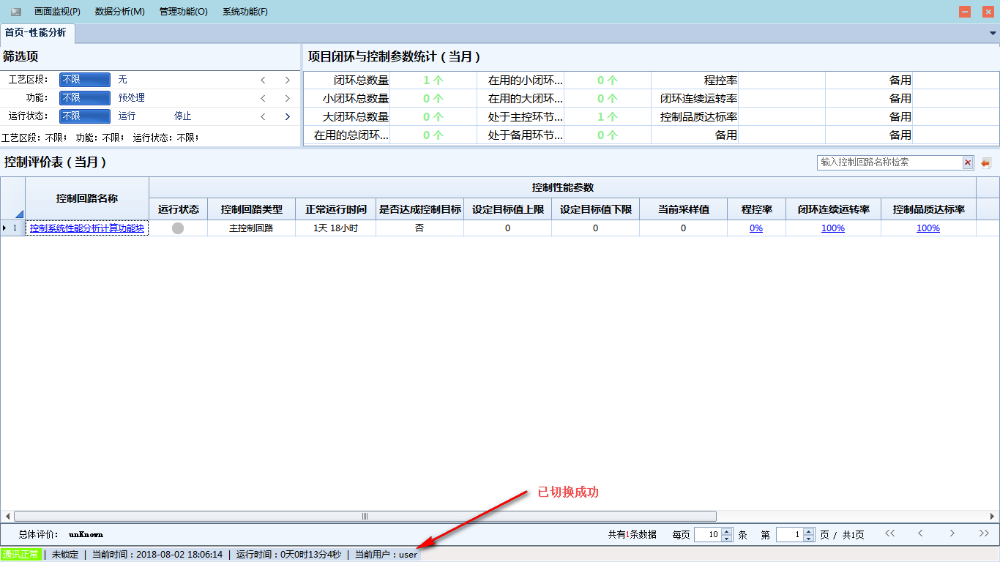 画面监视(P) 数据分析(M) 管理功能(O) 系统功能(F)
首页-性能分析
筛选项
工艺区段： 不限 无
功能： 不限 预处理
运行状态： 不限 运行 停止
工艺区段：不限； 功能：不限； 运行状态：不限；
项目闭环与控制参数统计（当月）
闭环总数量 1 个 在用的小闭环... 0 个 程控率 备用
小闭环总数量 0 个 在用的大闭环... 0 个 闭环连续运转率 备用
大闭环总数量 0 个 处于主控环节... 1 个 控制品质达标率 备用
在用的总闭环... 0 个 处于备用环节... 0 个 备用 备用
控制评价表（当月）
输入控制回路名称检索
控制回路名称 控制性能参数
运行状态 控制回路类型 正常运行时间 是否达成控制目标 设定目标值上限 设定目标值下限 当前采样值 程控率 闭环连续运转率 控制品质达标率
1 控制系统性能分析计算功能块 主控制回路 1天 18小时 否 0 0 0 0% 100% 100%
已切换成功
总体评价： unKnown 共有1条数据 每页 10 条 第 1 页 / 共1页
通讯正常 | 未锁定 | 当前时间：2018-08-02 18:06:14 | 运行时间：0天0时13分4秒 | 当前用户：user